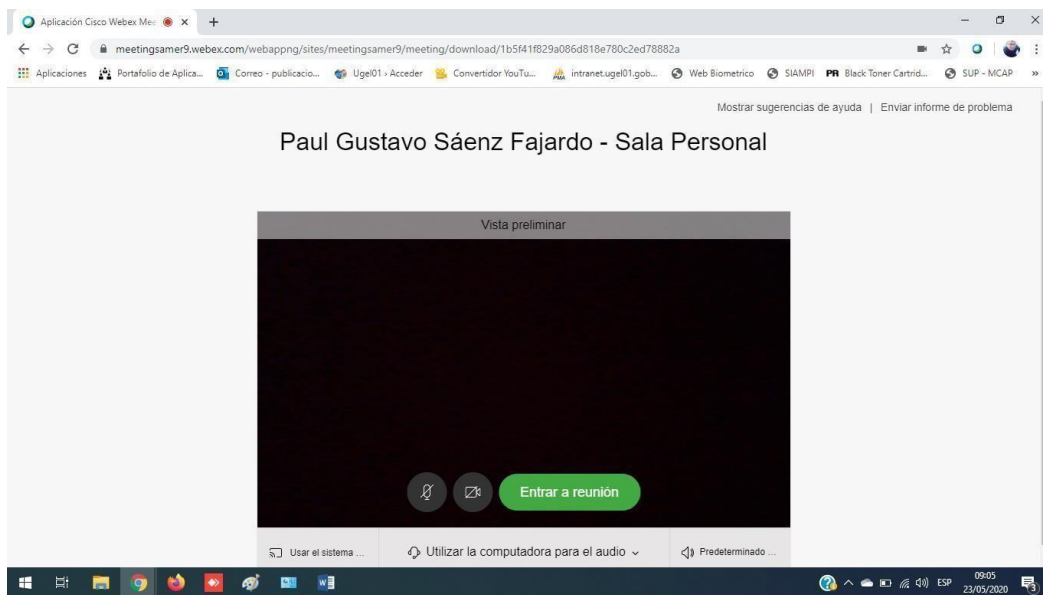 Aplicación Cisco Webex Mee
meetingsamer9.webex.com/webappng/sites/meetingsamer9/meeting/download/1b5f41f829a086d818e780c2ed78882a
Aplicaciones Portafolio de Aplica... Correo - publicacio... Ugel01 › Acceder Convertidor YouTu... intranet.ugel01.gob... Web Biometrico SIAMPI PR Black Toner Cartrid... SUP - MCAP »
Mostrar sugerencias de ayuda | Enviar informe de problema
Paul Gustavo Sáenz Fajardo - Sala Personal
Vista preliminar
Entrar a reunión
Usar el sistema ... Utilizar la computadora para el audio Predeterminado ...
ESP 09:05
23/05/2020 3